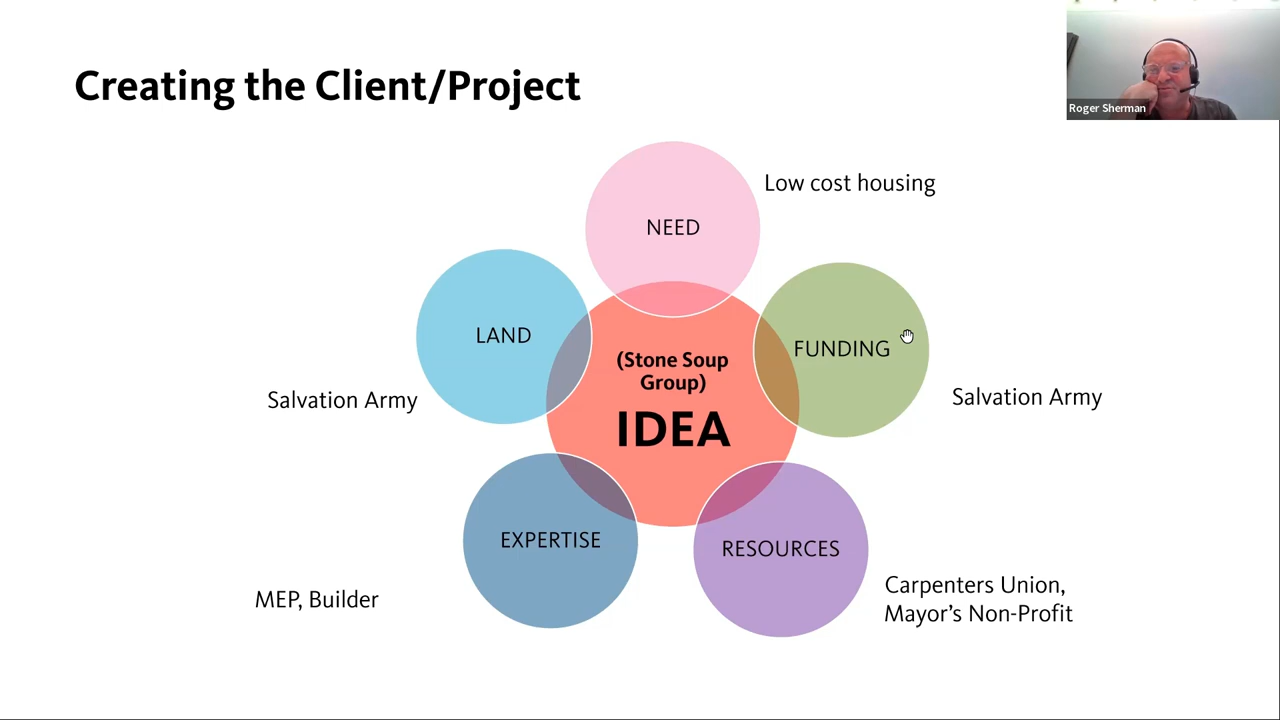 Creating the Client/Project
Roger Sherman
Low cost housing
NEED
LAND
FUNDING
(Stone Soup
Group)
IDEA
Salvation Army
Salvation Army
EXPERTISE
RESOURCES
MEP, Builder
Carpenters Union,
Mayor's Non-Profit